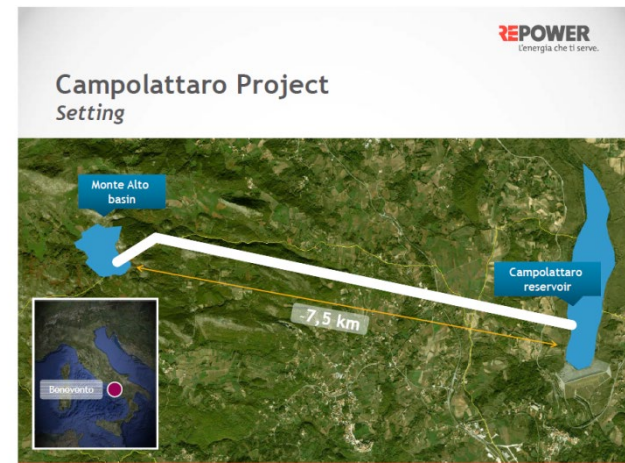 REPOWER
L'energia che ti serve.
Campolattaro Project
Setting
Monte Alto
basin
Campolattaro
reservoir
~7,5 km
Benevento